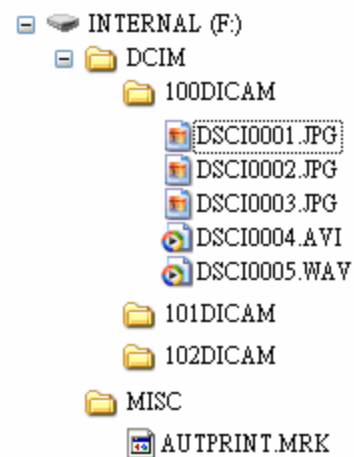 INTERNAL (F:)
DCIM
100DICAM
DSCI0001.JPG
DSCI0002.JPG
DSCI0003.JPG
DSCI0004.AVI
DSCI0005.WAV
101DICAM
102DICAM
MISC
AUTPRINT.MRK